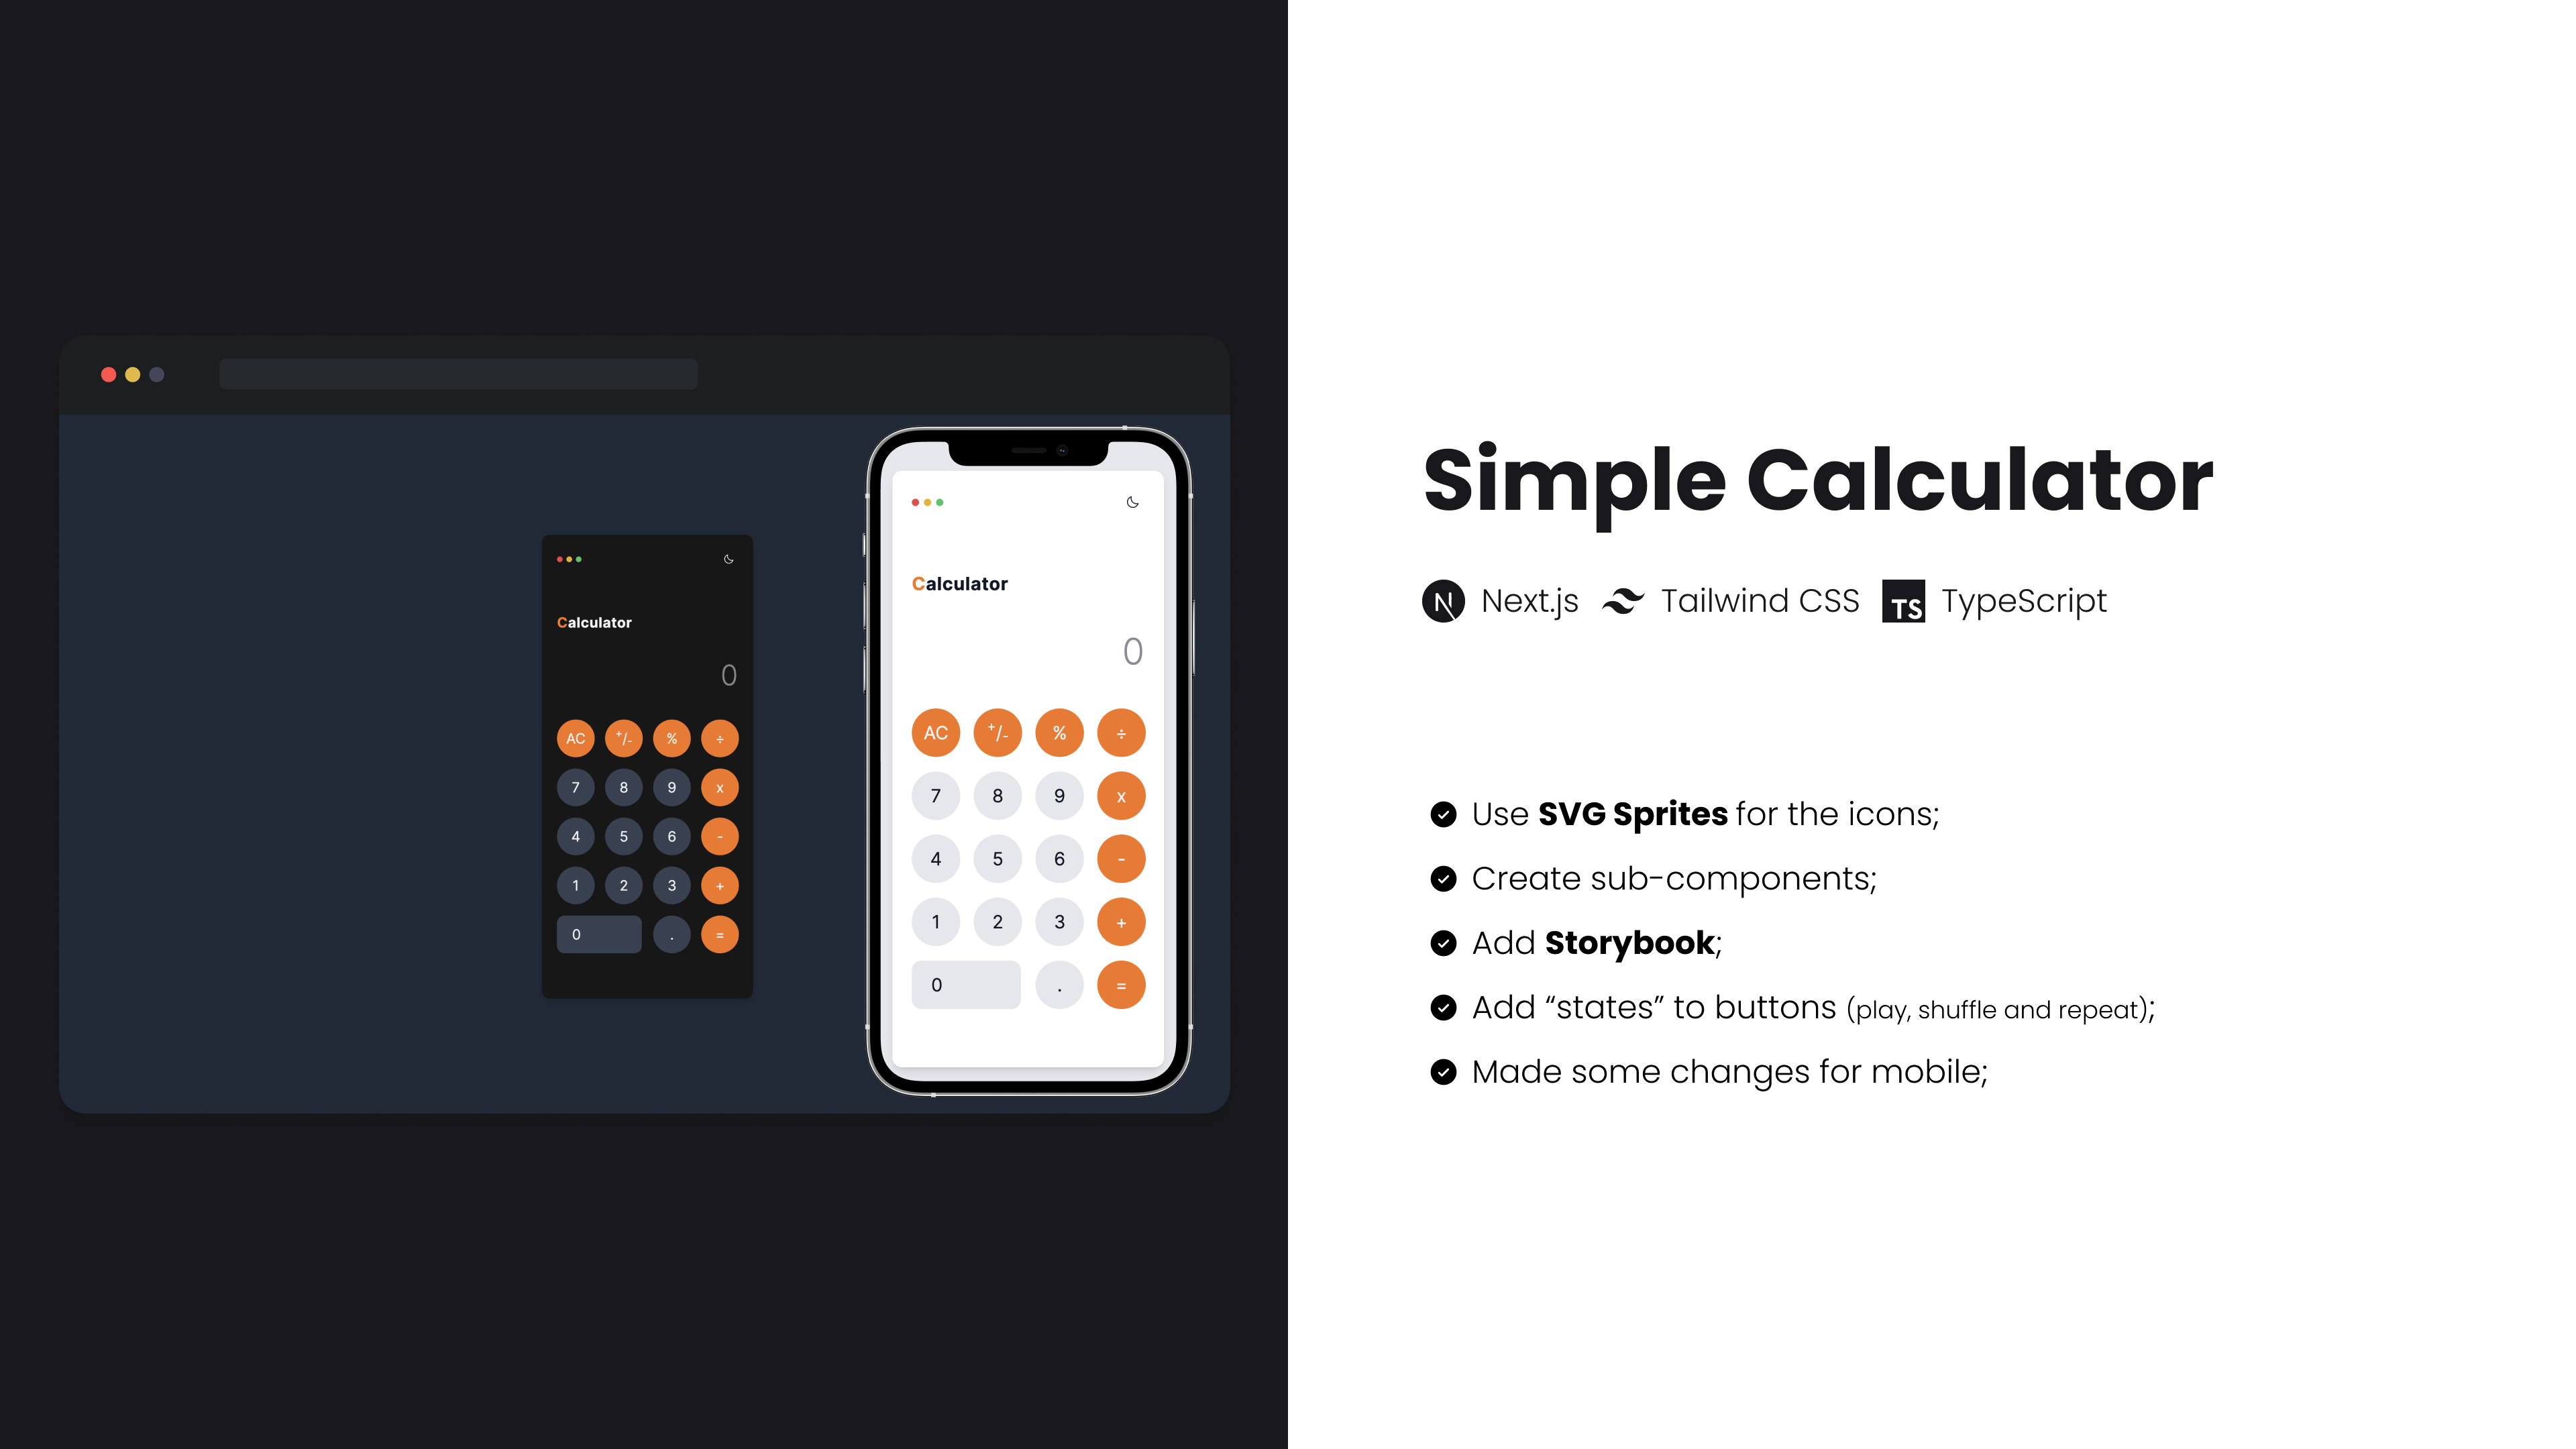 Calculator
0
AC +/- % ÷
7 8 9 x
4 5 6 -
1 2 3 +
0 . =
Calculator
0
AC +/- % ÷
7 8 9 x
4 5 6 -
1 2 3 +
0 . =
Simple Calculator
N Next.js Tailwind CSS TS TypeScript
Use SVG Sprites for the icons;
Create sub-components;
Add Storybook;
Add “states” to buttons (play, shuffle and repeat);
Made some changes for mobile;